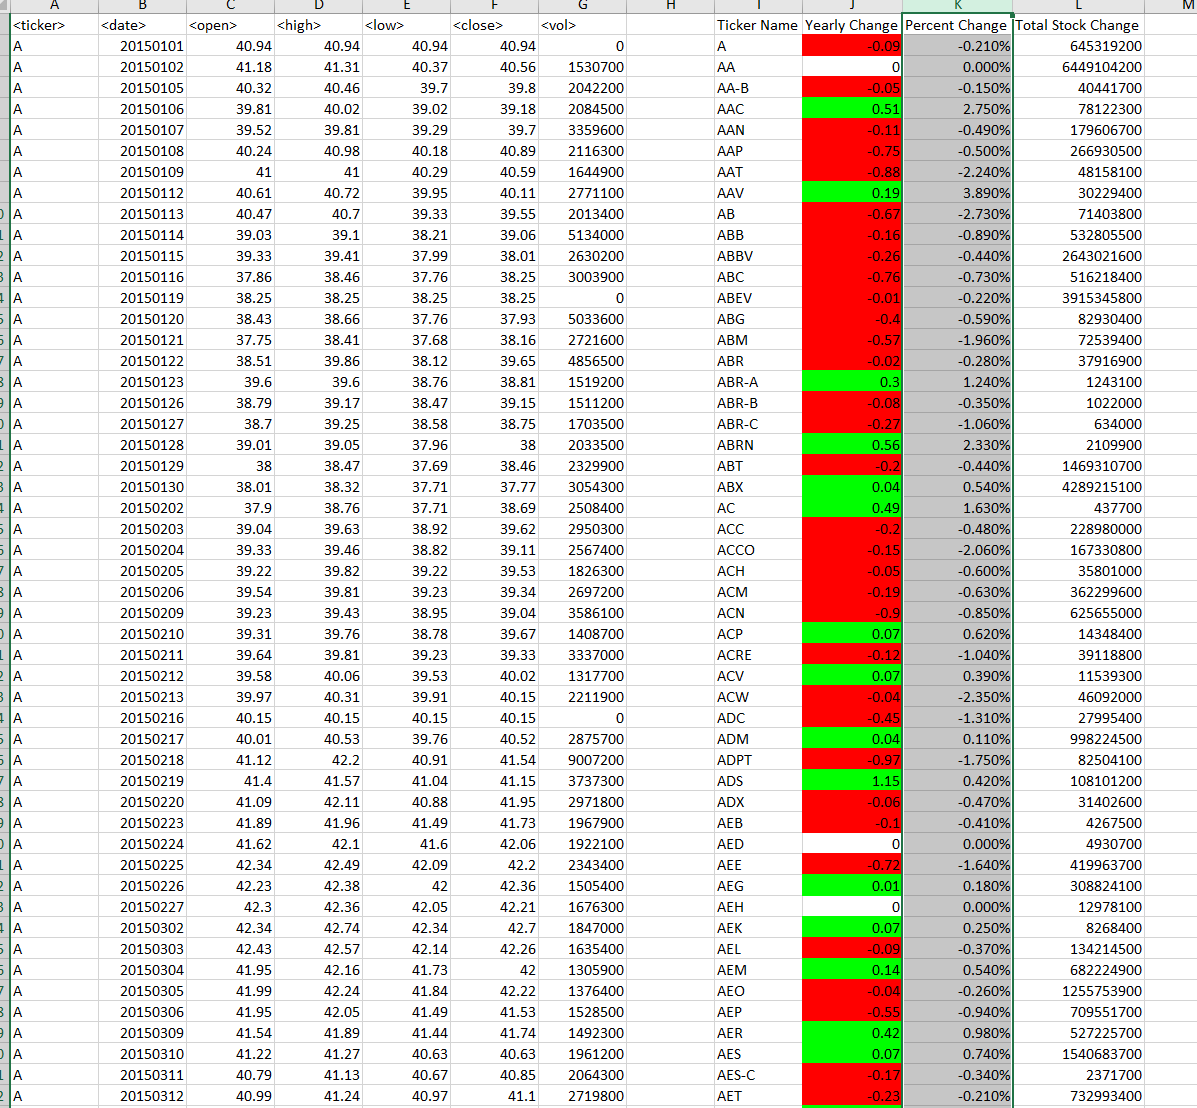 A B C D E F G H I J K L M
<ticker> <date> <open> <high> <low> <close> <vol> Ticker Name Yearly Change Percent Change Total Stock Change
A 20150101 40.94 40.94 40.94 40.94 0 A -0.09 -0.210% 645319200
A 20150102 41.18 41.31 40.37 40.56 1530700 AA 0 0.000% 6449104200
A 20150105 40.32 40.46 39.7 39.8 2042200 AA-B -0.05 -0.150% 40441700
A 20150106 39.81 40.02 39.02 39.18 2084500 AAC 0.51 2.750% 78122300
A 20150107 39.52 39.81 39.29 39.7 3359600 AAN -0.11 -0.490% 179606700
A 20150108 40.24 40.98 40.18 40.89 2116300 AAP -0.75 -0.500% 266930500
A 20150109 41 41 40.29 40.59 1644900 AAT -0.88 -2.240% 48158100
A 20150112 40.61 40.72 39.95 40.11 2771100 AAV 0.19 3.890% 30229400
A 20150113 40.47 40.7 39.33 39.55 2013400 AB -0.67 -2.730% 71403800
A 20150114 39.03 39.1 38.21 39.06 5134000 ABB -0.16 -0.890% 532805500
A 20150115 39.33 39.41 37.99 38.01 2630200 ABBV -0.26 -0.440% 2643021600
A 20150116 37.86 38.46 37.76 38.25 3003900 ABC -0.76 -0.730% 516218400
A 20150119 38.25 38.25 38.25 38.25 0 ABEV -0.01 -0.220% 3915345800
A 20150120 38.43 38.66 37.76 37.93 5033600 ABG -0.4 -0.590% 82930400
A 20150121 37.75 38.41 37.68 38.16 2721600 ABM -0.57 -1.960% 72539400
A 20150122 38.51 39.86 38.12 39.65 4856500 ABR -0.02 -0.280% 37916900
A 20150123 39.6 39.6 38.76 38.81 1519200 ABR-A 0.3 1.240% 1243100
A 20150126 38.79 39.17 38.47 39.15 1511200 ABR-B -0.08 -0.350% 1022000
A 20150127 38.7 39.25 38.58 38.75 1703500 ABR-C -0.27 -1.060% 634000
A 20150128 39.01 39.05 37.96 38 2033500 ABRN 0.56 2.330% 2109900
A 20150129 38 38.47 37.69 38.46 2329900 ABT -0.2 -0.440% 1469310700
A 20150130 38.01 38.32 37.71 37.77 3054300 ABX 0.04 0.540% 4289215100
A 20150202 37.9 38.76 37.71 38.69 2508400 AC 0.49 1.630% 437700
A 20150203 39.04 39.63 38.92 39.62 2950300 ACC -0.2 -0.480% 228980000
A 20150204 39.33 39.46 38.82 39.11 2567400 ACCO -0.15 -2.060% 167330800
A 20150205 39.22 39.82 39.22 39.53 1826300 ACH -0.05 -0.600% 35801000
A 20150206 39.54 39.81 39.23 39.34 2697200 ACM -0.19 -0.630% 362299600
A 20150209 39.23 39.43 38.95 39.04 3586100 ACN -0.9 -0.850% 625655000
A 20150210 39.31 39.76 38.78 39.67 1408700 ACP 0.07 0.620% 14348400
A 20150211 39.64 39.81 39.23 39.33 3337000 ACRE -0.12 -1.040% 39118800
A 20150212 39.58 40.06 39.53 40.02 1317700 ACV 0.07 0.390% 11539300
A 20150213 39.97 40.31 39.91 40.15 2211900 ACW -0.04 -2.350% 46092000
A 20150216 40.15 40.15 40.15 40.15 0 ADC -0.45 -1.310% 27995400
A 20150217 40.01 40.53 39.76 40.52 2875700 ADM 0.04 0.110% 998224500
A 20150218 41.12 42.2 40.91 41.54 9007200 ADPT -0.97 -1.750% 82504100
A 20150219 41.4 41.57 41.04 41.15 3737300 ADS 1.15 0.420% 108101200
A 20150220 41.09 42.11 40.88 41.95 2971800 ADX -0.06 -0.470% 31402600
A 20150223 41.89 41.96 41.49 41.73 1967900 AEB -0.1 -0.410% 4267500
A 20150224 41.62 42.1 41.6 42.06 1922100 AED 0 0.000% 4930700
A 20150225 42.34 42.49 42.09 42.2 2343400 AEE -0.72 -1.640% 419963700
A 20150226 42.23 42.38 42 42.36 1505400 AEG 0.01 0.180% 308824100
A 20150227 42.3 42.36 42.05 42.21 1676300 AEH 0 0.000% 12978100
A 20150302 42.34 42.74 42.34 42.7 1847000 AEK 0.07 0.250% 8268400
A 20150303 42.43 42.57 42.14 42.26 1635400 AEL -0.09 -0.370% 134214500
A 20150304 41.95 42.16 41.73 42 1305900 AEM 0.14 0.540% 682224900
A 20150305 41.99 42.24 41.84 42.22 1376400 AEO -0.04 -0.260% 1255753900
A 20150306 41.95 42.05 41.49 41.53 1528500 AEP -0.55 -0.940% 709551700
A 20150309 41.54 41.89 41.44 41.74 1492300 AER 0.42 0.980% 527225700
A 20150310 41.22 41.27 40.63 40.63 1961200 AES 0.07 0.740% 1540683700
A 20150311 40.79 41.13 40.67 40.85 2064300 AES-C -0.17 -0.340% 2371700
A 20150312 40.99 41.24 40.97 41.1 2719800 AET -0.23 -0.210% 732993400